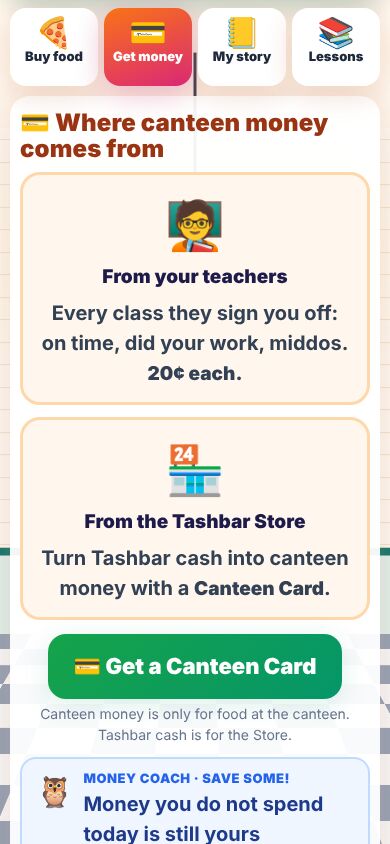 Buy food
Get money
My story
Lessons
Where canteen money
comes from
From your teachers
Every class they sign you off:
on time, did your work, middos.
20¢ each.
24
From the Tashbar Store
Turn Tashbar cash into canteen
money with a Canteen Card.
Get a Canteen Card
Canteen money is only for food at the canteen.
Tashbar cash is for the Store.
MONEY COACH · SAVE SOME!
Money you do not spend
today is still yours